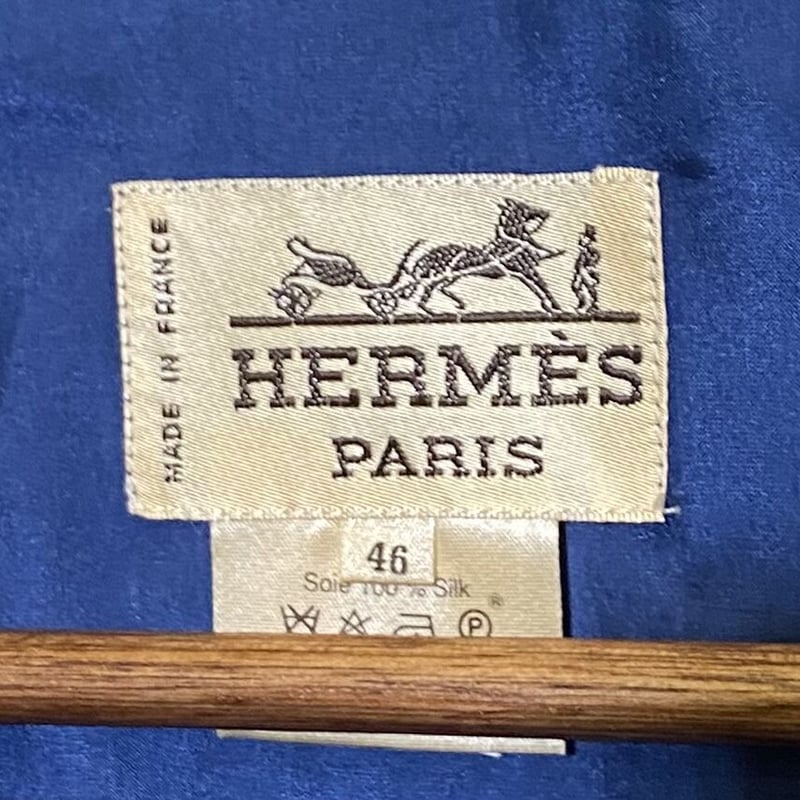 MADE IN FRANCE
HERMÈS
PARIS
46
Soie 100 % Silk
®
P